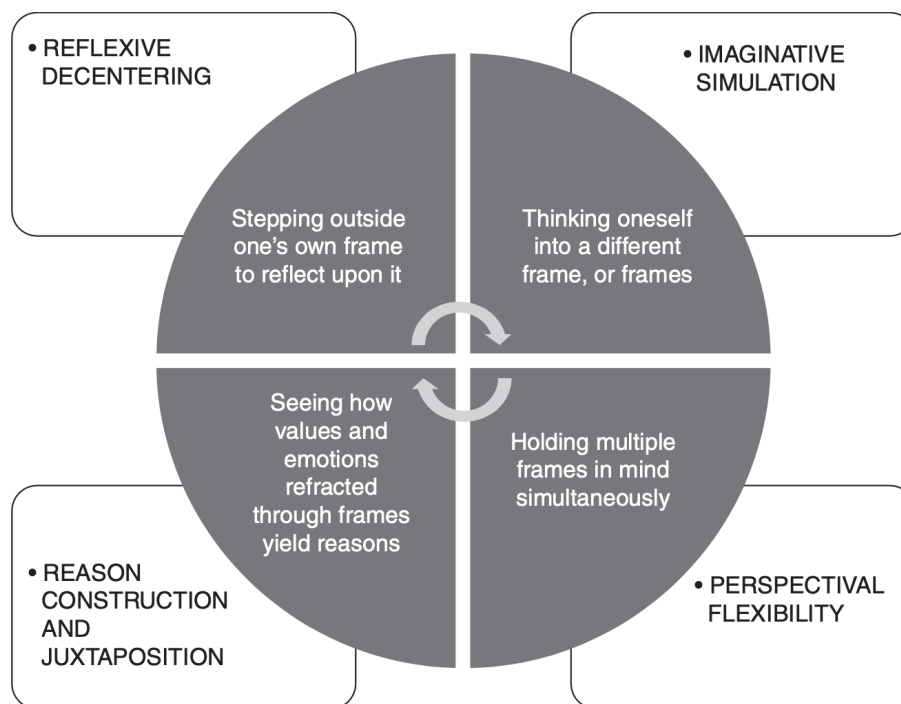 • REFLEXIVE
DECENTERING
• IMAGINATIVE
SIMULATION
Stepping outside
one’s own frame
to reflect upon it
Thinking oneself
into a different
frame, or frames
Seeing how
values and
emotions
refracted
through frames
yield reasons
Holding multiple
frames in mind
simultaneously
• REASON
CONSTRUCTION
AND
JUXTAPOSITION
• PERSPECTIVAL
FLEXIBILITY